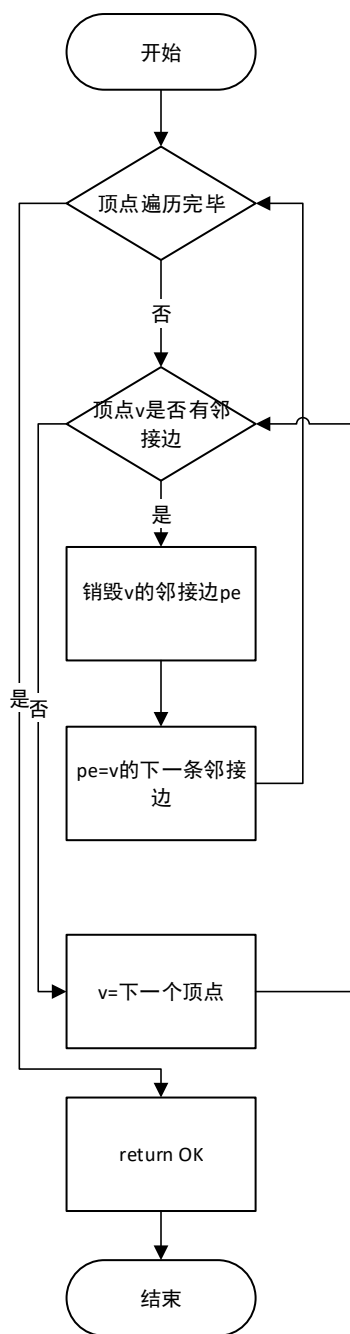 开始
顶点遍历完毕
否
顶点v是否有邻
接边
是
销毁v的邻接边pe
是
否
pe=v的下一条邻接
边
v=下一个顶点
return OK
结束